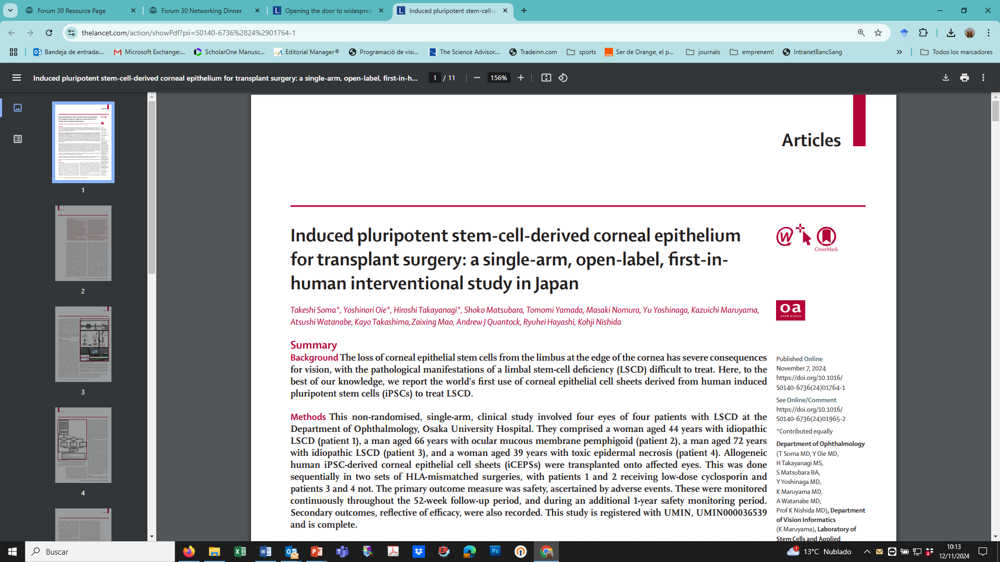 Forum 30 Resource Page
Forum 30 Networking Dinner
Opening the door to widesprea
Induced pluripotent stem-cell-d
thelancet.com/action/showPdf?pii=S0140-6736%2824%2901764-1
Bandeja de entrada:...
Microsoft Exchange:...
ScholarOne Manusc...
Editorial Manager®
Programació de visi...
The Science Advisor...
Tradeinn.com
sports
Ser de Orange, el p...
journals
emprenem!
IntranetBancSang
Todos los marcadores
Induced pluripotent stem-cell-derived corneal epithelium for transplant surgery: a single-arm, open-label, first-in-h...
1 / 11
156%
1
2
3
4
Articles
Induced pluripotent stem-cell-derived corneal epithelium
for transplant surgery: a single-arm, open-label, first-in-
human interventional study in Japan
CrossMark
Takeshi Soma*, Yoshinori Oie*, Hiroshi Takayanagi*, Shoko Matsubara, Tomomi Yamada, Masaki Nomura, Yu Yoshinaga, Kazuichi Maruyama,
Atsushi Watanabe, Kayo Takashima, Zaixing Mao, Andrew J Quantock, Ryuhei Hayashi, Kohji Nishida
oa
OPEN ACCESS
Summary
Background The loss of corneal epithelial stem cells from the limbus at the edge of the cornea has severe consequences
for vision, with the pathological manifestations of a limbal stem-cell deficiency (LSCD) difficult to treat. Here, to the
best of our knowledge, we report the world's first use of corneal epithelial cell sheets derived from human induced
pluripotent stem cells (iPSCs) to treat LSCD.
Methods This non-randomised, single-arm, clinical study involved four eyes of four patients with LSCD at the
Department of Ophthalmology, Osaka University Hospital. They comprised a woman aged 44 years with idiopathic
LSCD (patient 1), a man aged 66 years with ocular mucous membrane pemphigoid (patient 2), a man aged 72 years
with idiopathic LSCD (patient 3), and a woman aged 39 years with toxic epidermal necrosis (patient 4). Allogeneic
human iPSC-derived corneal epithelial cell sheets (iCEPSs) were transplanted onto affected eyes. This was done
sequentially in two sets of HLA-mismatched surgeries, with patients 1 and 2 receiving low-dose cyclosporin and
patients 3 and 4 not. The primary outcome measure was safety, ascertained by adverse events. These were monitored
continuously throughout the 52-week follow-up period, and during an additional 1-year safety monitoring period.
Secondary outcomes, reflective of efficacy, were also recorded. This study is registered with UMIN, UMIN000036539
and is complete.
Published Online
November 7, 2024
https://doi.org/10.1016/
S0140-6736(24)01764-1
See Online/Comment
https://doi.org/10.1016/
S0140-6736(24)01965-2
*Contributed equally
Department of Ophthalmology
(T Soma MD, Y Oie MD,
H Takayanagi MS,
S Matsubara BA,
Y Yoshinaga MD,
K Maruyama MD,
A Watanabe MD,
Prof K Nishida MD), Department
of Vision Informatics
(K Maruyama), Laboratory of
Stem Cells and Applied
Buscar
13°C Nublado
10:13
12/11/2024